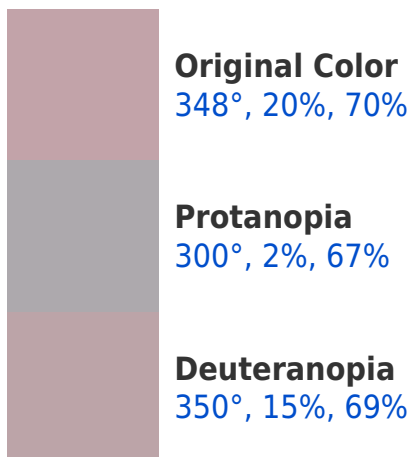 Original Color
348°, 20%, 70%
Protanopia
300°, 2%, 67%
Deuteranopia
350°, 15%, 69%